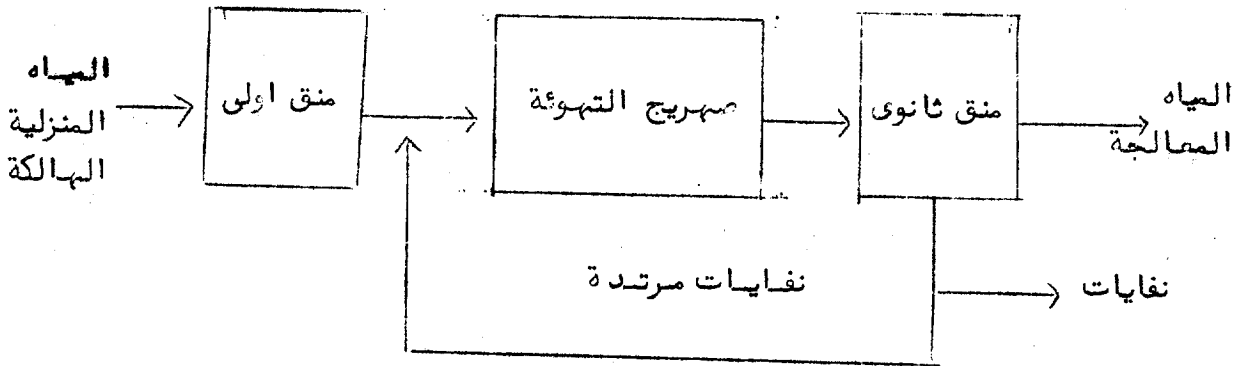 المياه
المنزلية
الهالكة
منق اولى
صهريج التهوئة
منق ثانوى
المياه
المعالجة
نفايات مرتدة
نفايات